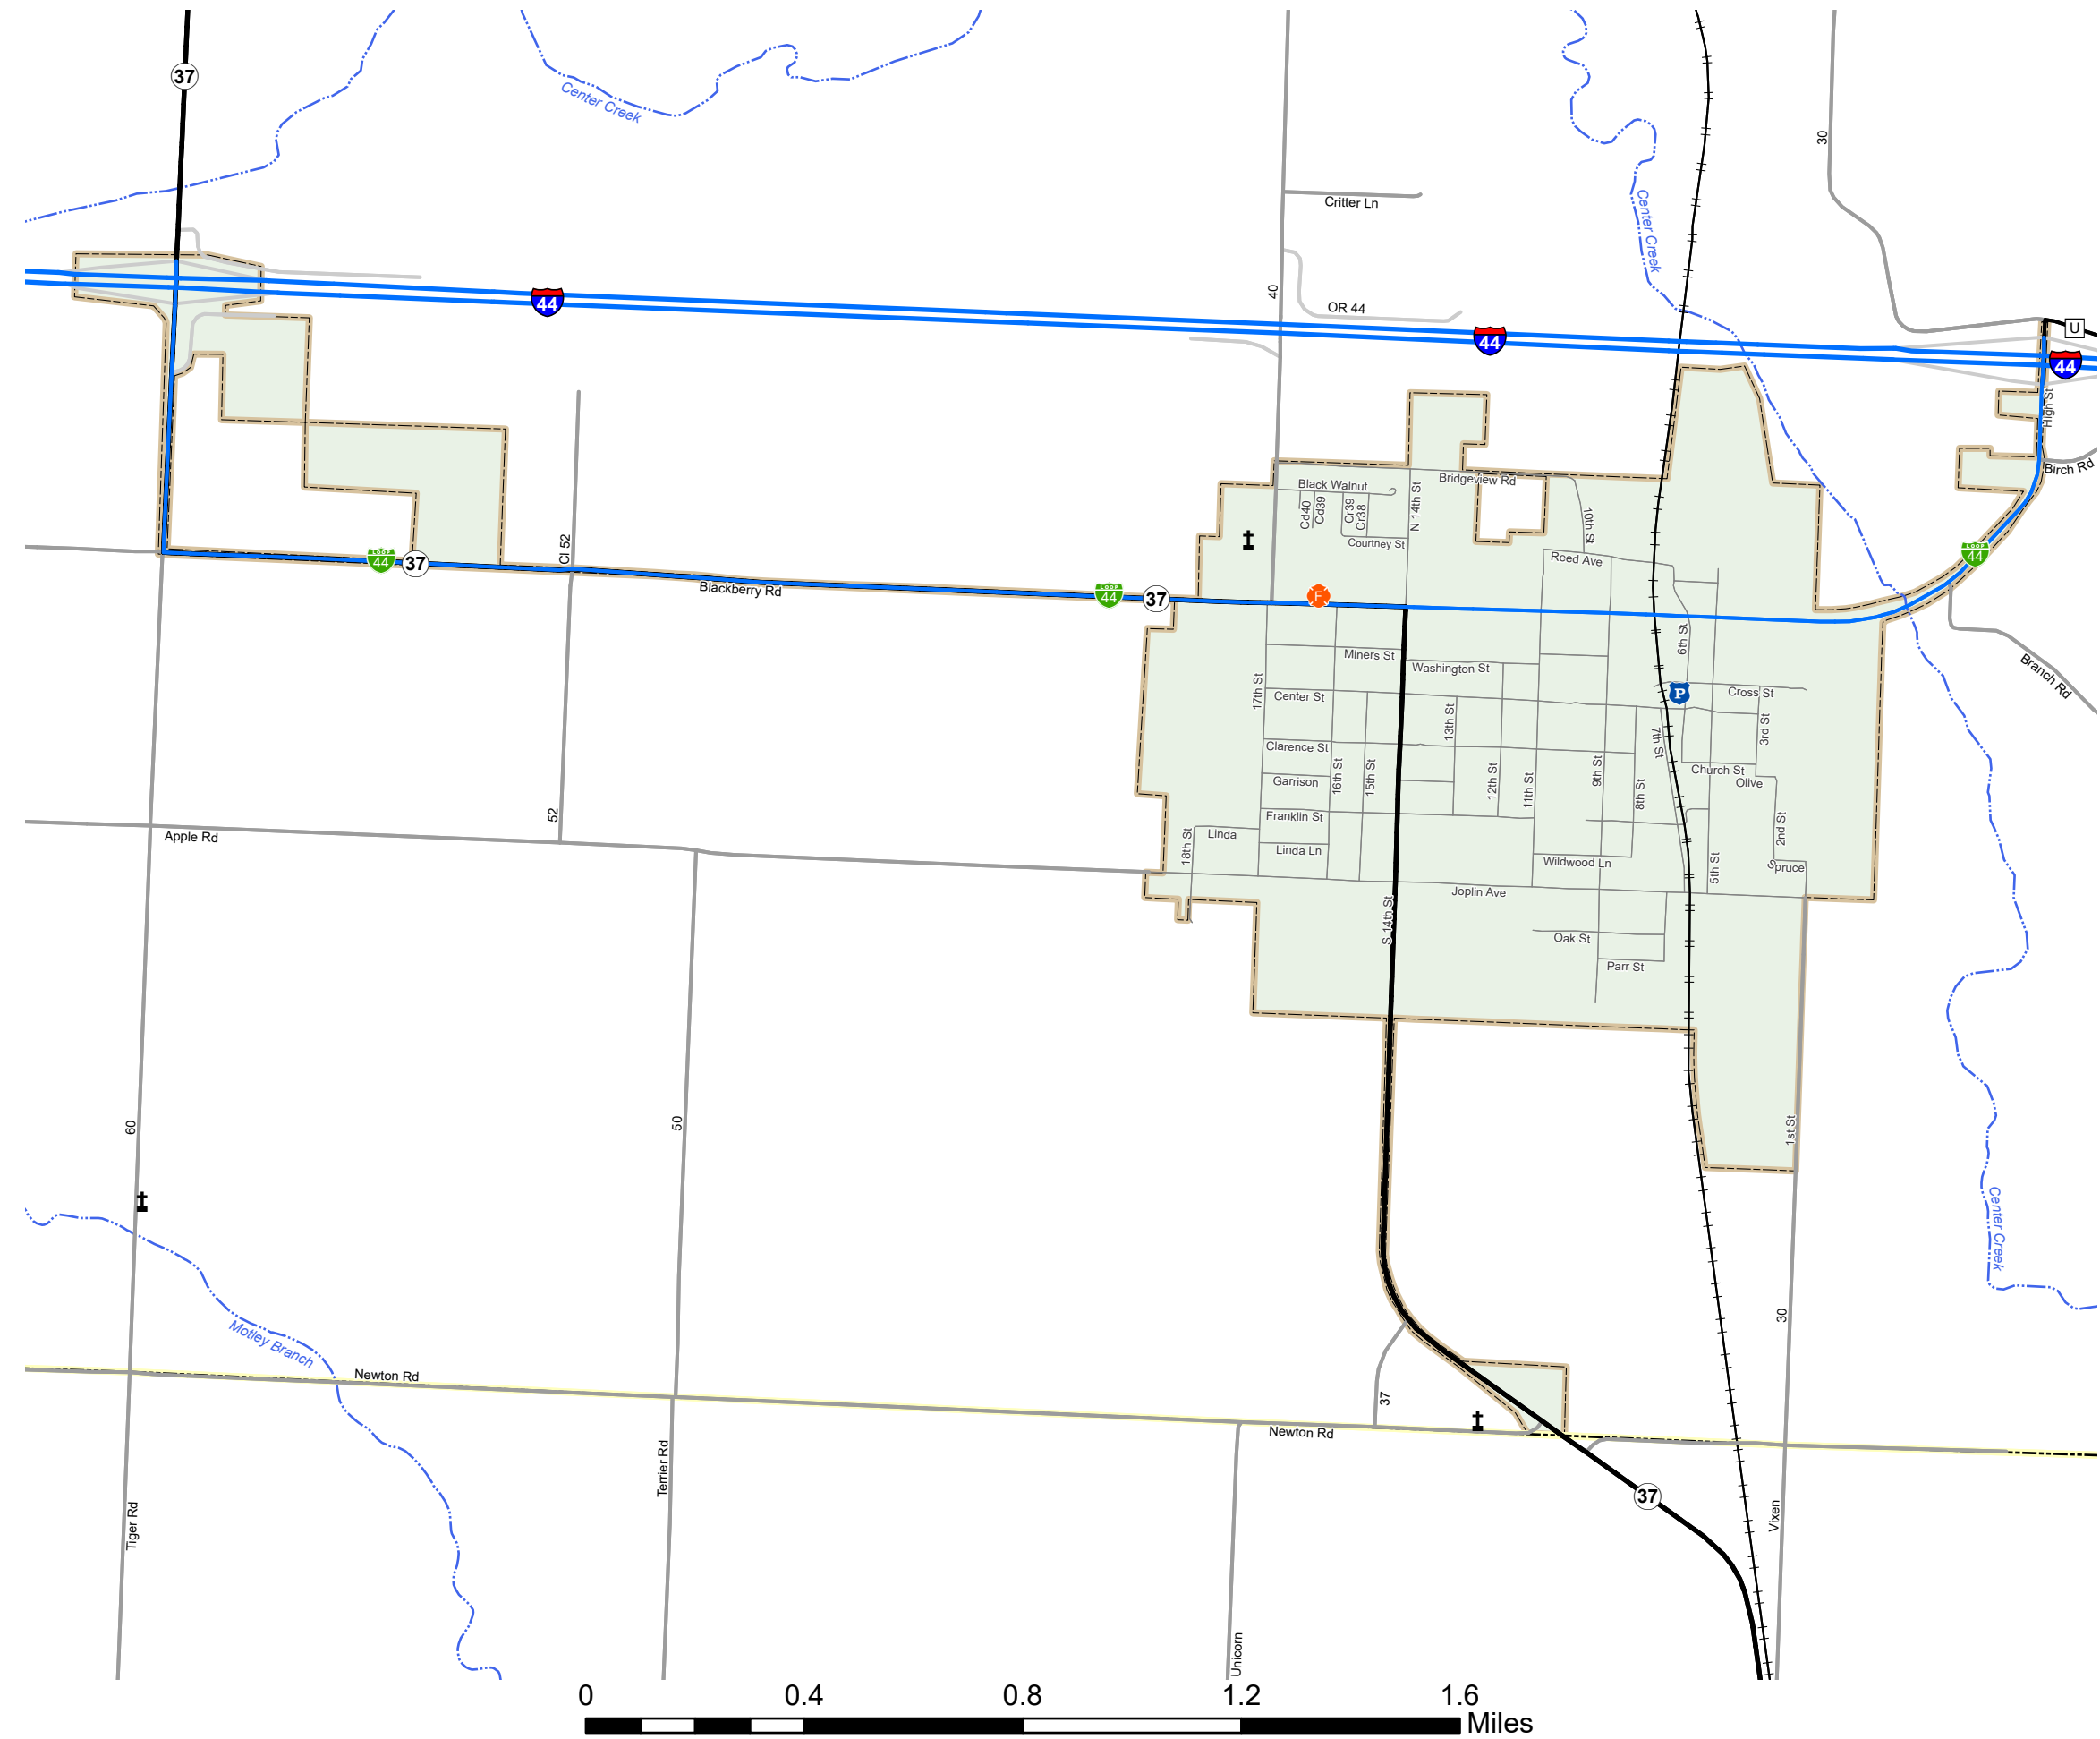 37
Center Creek
30
Critter Ln
Center Creek
40
OR 44
44
44
U
44
High St
Birch Rd
Bridgeview Rd
Black Walnut
N 14th St
Cd40
Cd39
Cr39
Cr38
10th St
Courtney St
CI 52
LOOP
44
37
Reed Ave
LOOP
44
Blackberry Rd
LOOP
44
37
F
6th St
Miners St
Washington St
Branch Rd
17th St
Center St
P
Cross St
13th St
3rd St
7th St
Clarence St
Church St
Garrison
16th St
15th St
12th St
11th St
9th St
8th St
Olive
52
Franklin St
2nd St
Apple Rd
18th St
Linda
Linda Ln
Wildwood Ln
5th St
Spruce
Joplin Ave
S 14th St
Oak St
Parr St
60
50
1st St
Center Creek
Motley Branch
30
Newton Rd
37
Newton Rd
Terrier Rd
37
Tiger Rd
Vixen
Unicorn
0 0.4 0.8 1.2 1.6
Miles